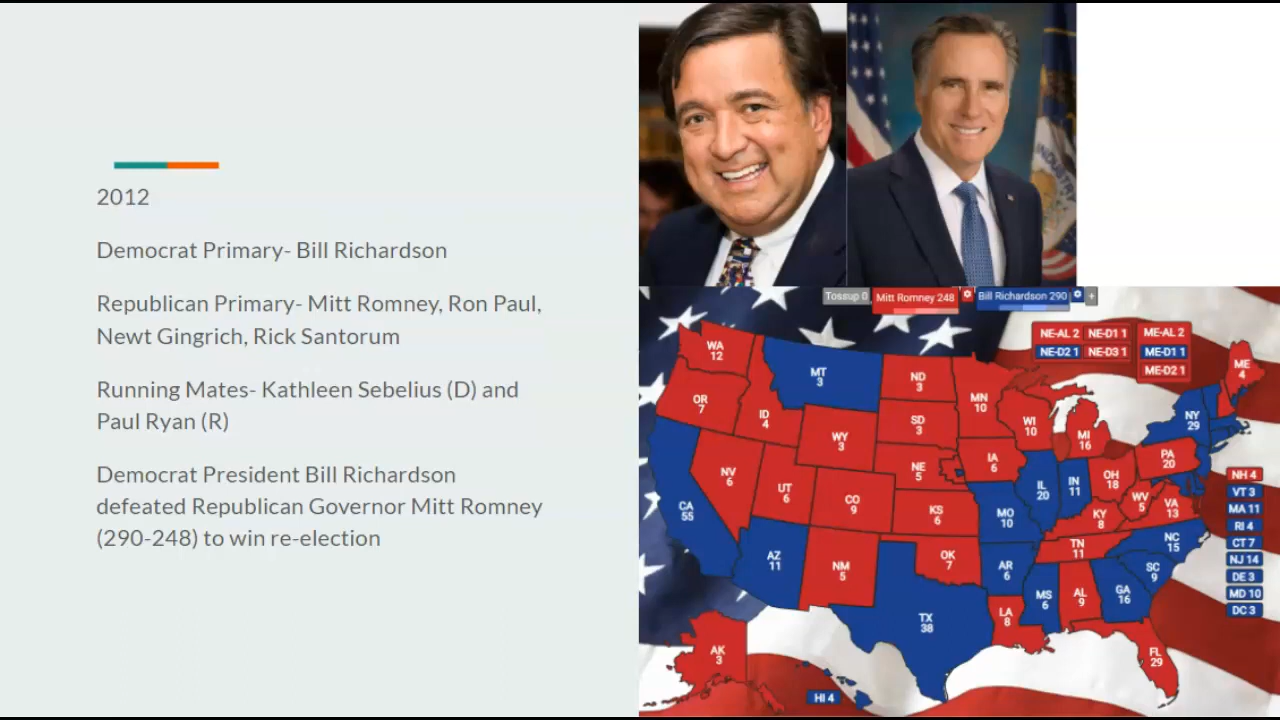 2012
Democrat Primary- Bill Richardson
Republican Primary- Mitt Romney, Ron Paul,
Newt Gingrich, Rick Santorum
Running Mates- Kathleen Sebelius (D) and
Paul Ryan (R)
Democrat President Bill Richardson
defeated Republican Governor Mitt Romney
(290-248) to win re-election
INDUSTRY
Tossup 0 Mitt Romney 248 Bill Richardson 290 +
NE-AL 2 NE-D1 1 ME-AL 2
NE-D2 1 NE-D3 1 ME-D1 1
ME-D2 1
WA
12
OR
7
ID
4
MT
3
ND
3
MN
10
WI
10
MI
16
NY
29
ME
4
WY
3
SD
3
IA
6
NE
5
NV
6
UT
6
CO
9
KS
6
CA
55
IL
20
IN
11
OH
18
PA
20
WV
5
VA
13
KY
8
MO
10
TN
11
NC
15
SC
9
AZ
11
NM
5
OK
7
AR
6
MS
6
AL
9
GA
16
LA
8
TX
38
FL
29
AK
3
HI 4
NH 4
VT 3
MA 11
RI 4
CT 7
NJ 14
DE 3
MD 10
DC 3